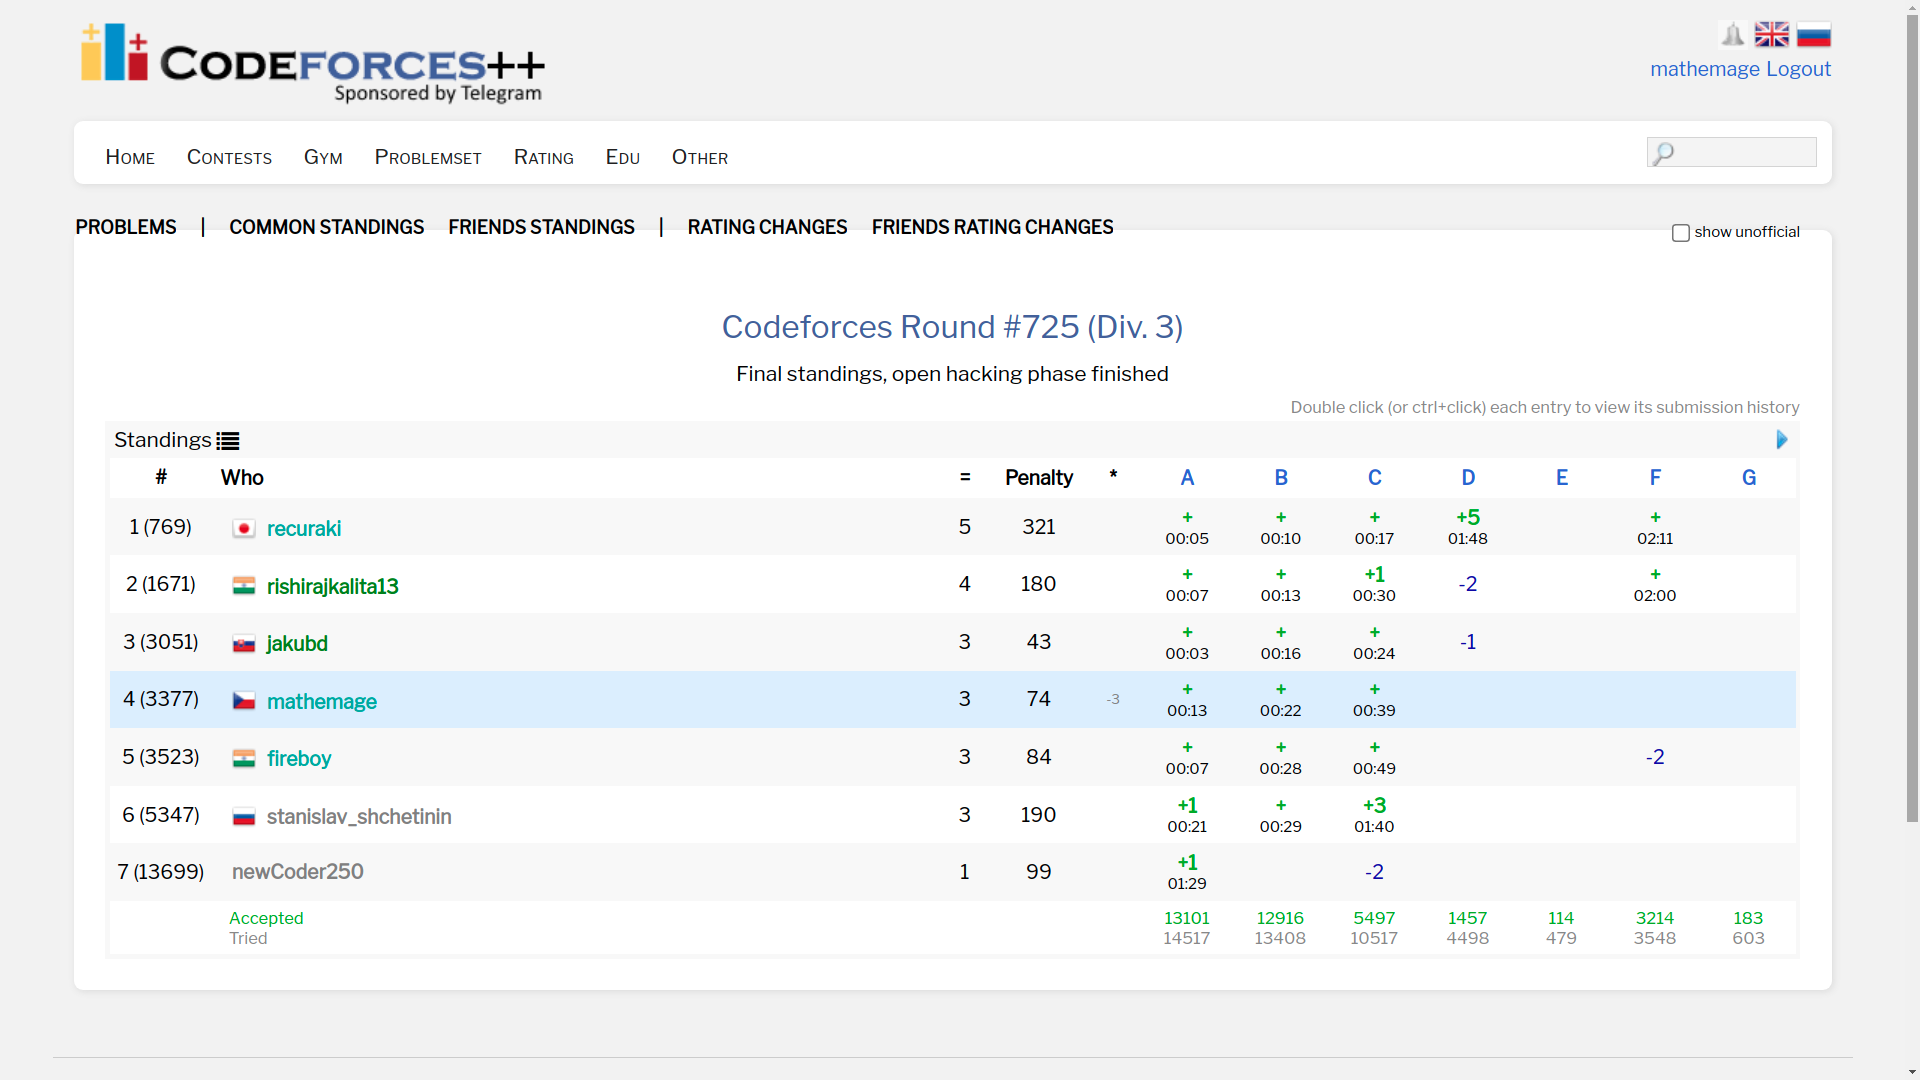 CODEFORCES++
Sponsored by Telegram
mathemage Logout
HOME CONTESTS GYM PROBLEMSET RATING EDU OTHER
PROBLEMS | COMMON STANDINGS FRIENDS STANDINGS | RATING CHANGES FRIENDS RATING CHANGES
show unofficial
Codeforces Round #725 (Div. 3)
Final standings, open hacking phase finished
Double click (or ctrl+click) each entry to view its submission history
Standings
# Who = Penalty * A B C D E F G
1 (769) recuraki 5 321 + + + +5 +
00:05 00:10 00:17 01:48 02:11
2 (1671) rishirajkalita13 4 180 + + +1 -2 +
00:07 00:13 00:30 02:00
3 (3051) jakubd 3 43 + + + -1
00:03 00:16 00:24
4 (3377) mathemage 3 74 -3 + + +
00:13 00:22 00:39
5 (3523) fireboy 3 84 + + + -2
00:07 00:28 00:49
6 (5347) stanislav_shchetinin 3 190 +1 + +3
00:21 00:29 01:40
7 (13699) newCoder250 1 99 +1 -2
01:29
Accepted 13101 12916 5497 1457 114 3214 183
Tried 14517 13408 10517 4498 479 3548 603